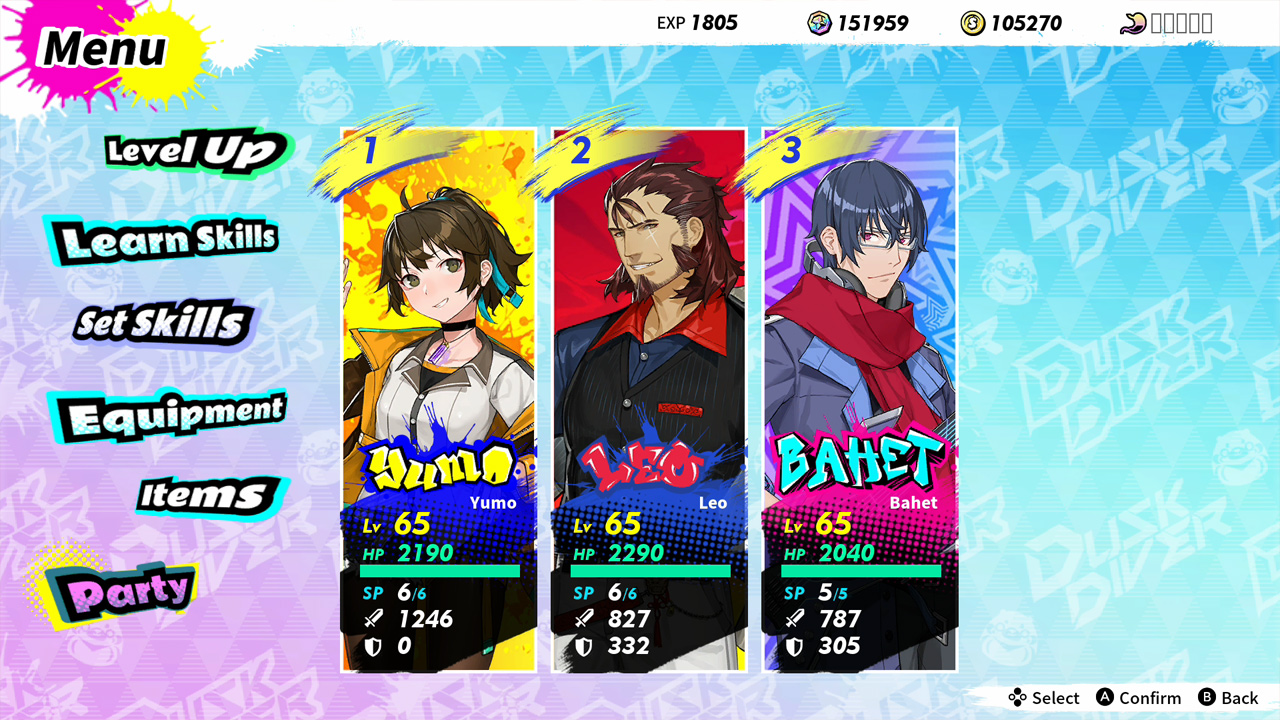 Menu
EXP 1805
151959
105270
Level Up
Learn Skills
Set Skills
Equipment
Items
Party
1
YUMO
Yumo
Lv 65
HP 2190
SP 6/6
1246
0
2
LEO
Leo
Lv 65
HP 2290
SP 6/6
827
332
3
BAHET
Bahet
Lv 65
HP 2040
SP 5/5
787
305
DUSK
DIVER
A
B
Select
Confirm
Back